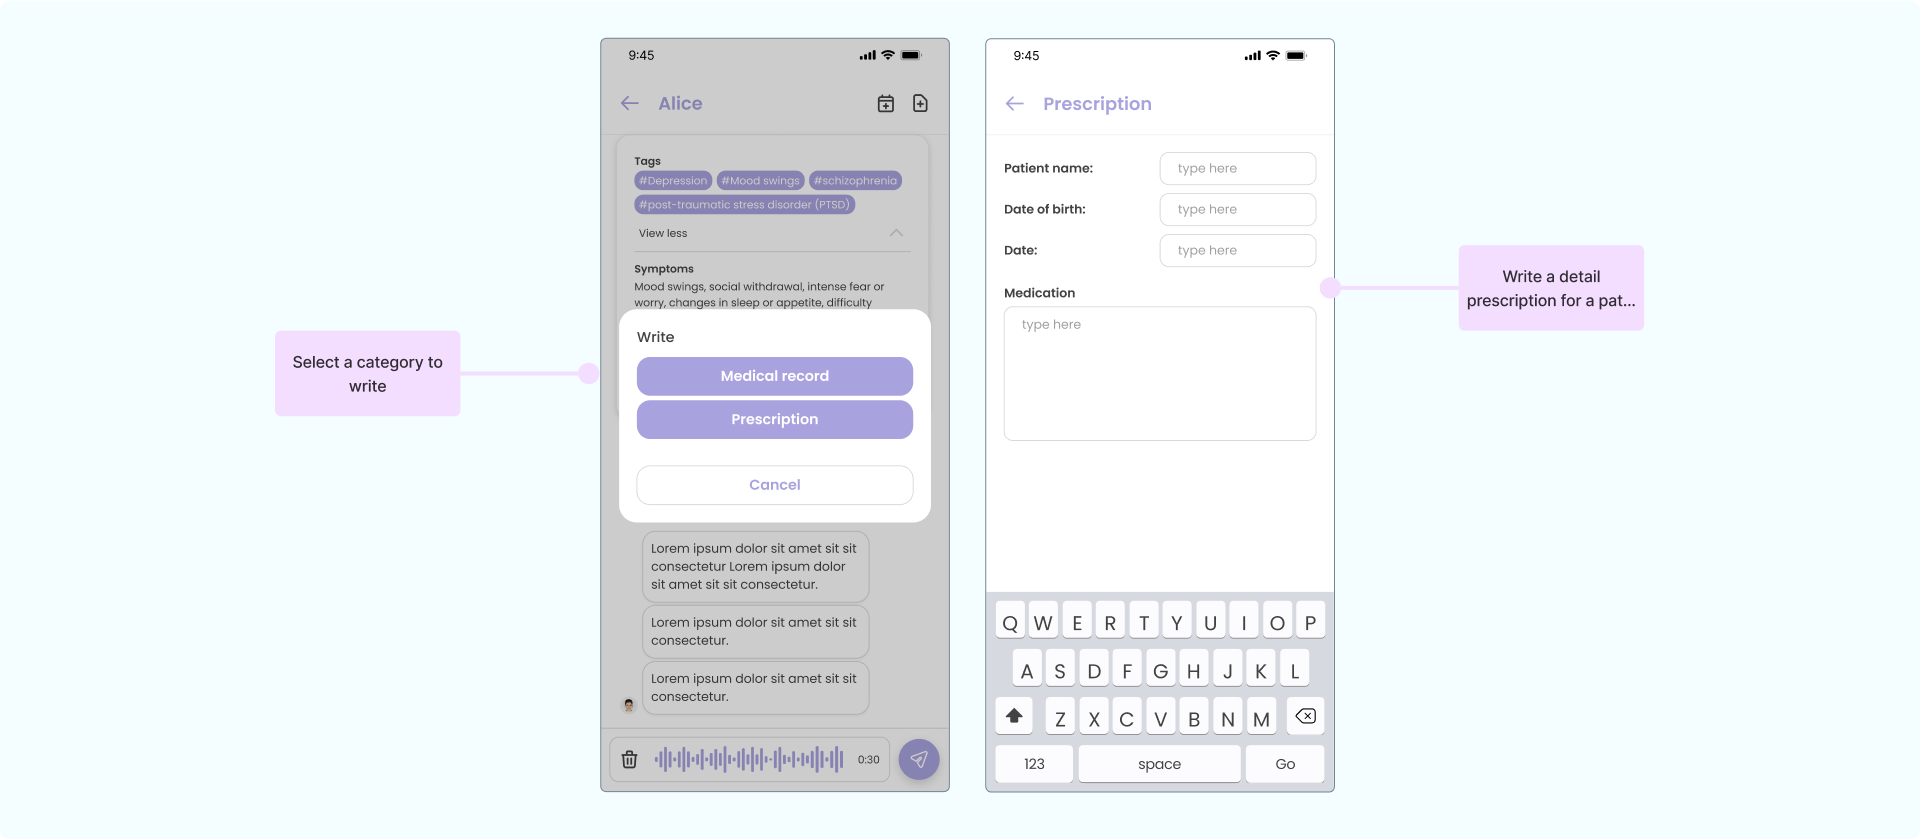 Select a category to
write
9:45
Alice
Tags
#Depression #Mood swings #schizophrenia
#post-traumatic stress disorder (PTSD)
View less
Symptoms
Mood swings, social withdrawal, intense fear or
worry, changes in sleep or appetite, difficulty
Write
Medical record
Prescription
Cancel
Lorem ipsum dolor sit amet sit sit
consectetur Lorem ipsum dolor
sit amet sit sit consectetur.
Lorem ipsum dolor sit amet sit sit
consectetur.
Lorem ipsum dolor sit amet sit sit
consectetur.
0:30
9:45
Prescription
Patient name: type here
Date of birth: type here
Date: type here
Medication
type here
Q W E R T Y U I O P
A S D F G H J K L
Z X C V B N M
123 space Go
Write a detail
prescription for a pat...